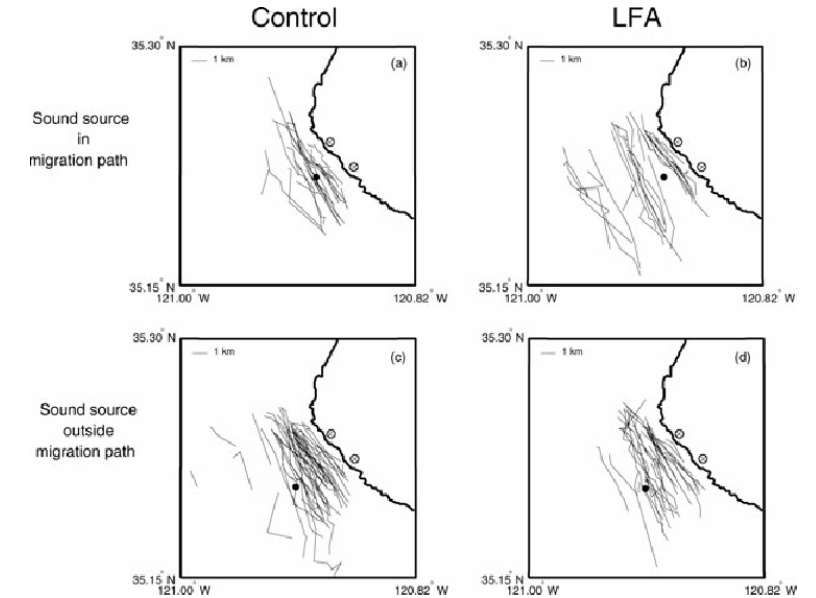 Control LFA
35.30° N 35.30° N
1 km (a) 1 km (b)
Sound source
in
migration path
35.15° N 35.15° N
121.00° W 120.82° W 121.00° W 120.82° W
35.30° N 35.30° N
1 km (c) 1 km (d)
Sound source
outside
migration path
35.15° N 35.15° N
121.00° W 120.82° W 121.00° W 120.82° W